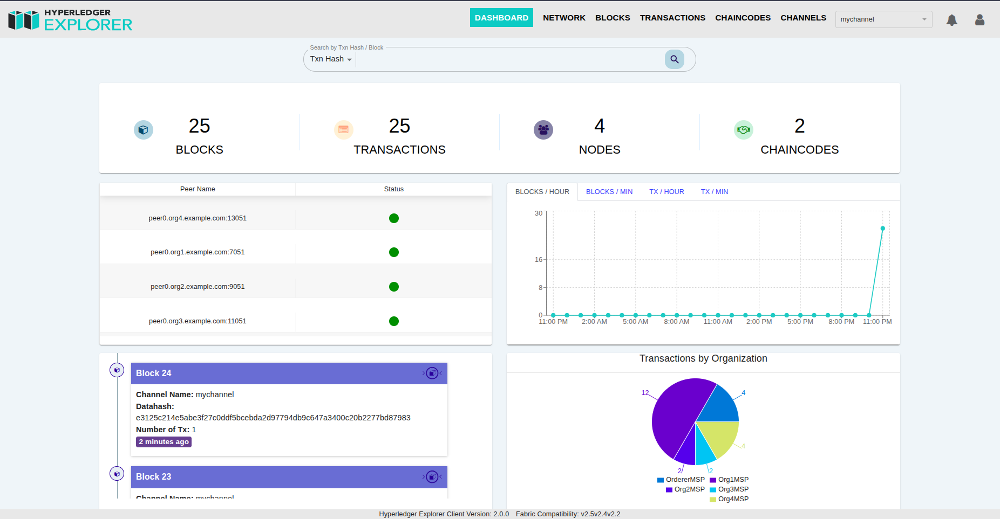 HYPERLEDGER
EXPLORER
DASHBOARD NETWORK BLOCKS TRANSACTIONS CHAINCODES CHANNELS mychannel
Search by Txn Hash / Block
Txn Hash
25 25 4 2
BLOCKS TRANSACTIONS NODES CHAINCODES
Peer Name Status
peer0.org4.example.com:13051
peer0.org1.example.com:7051
peer0.org2.example.com:9051
peer0.org3.example.com:11051
BLOCKS / HOUR BLOCKS / MIN TX / HOUR TX / MIN
30
16
8
0
11:00 PM 2:00 AM 5:00 AM 8:00 AM 11:00 AM 2:00 PM 5:00 PM 8:00 PM 11:00 PM
Block 24
Channel Name: mychannel
Datahash:
e3125c214e5abe3f27c0ddf5bcebda2d97794db9c647a3400c20b2277bd87983
Number of Tx: 1
2 minutes ago
Block 23
Channel Name: mychannel
Transactions by Organization
12 4
4
2 2
OrdererMSP Org1MSP
Org2MSP Org3MSP
Org4MSP
Hyperledger Explorer Client Version: 2.0.0 Fabric Compatibility: v2.5v2.4v2.2